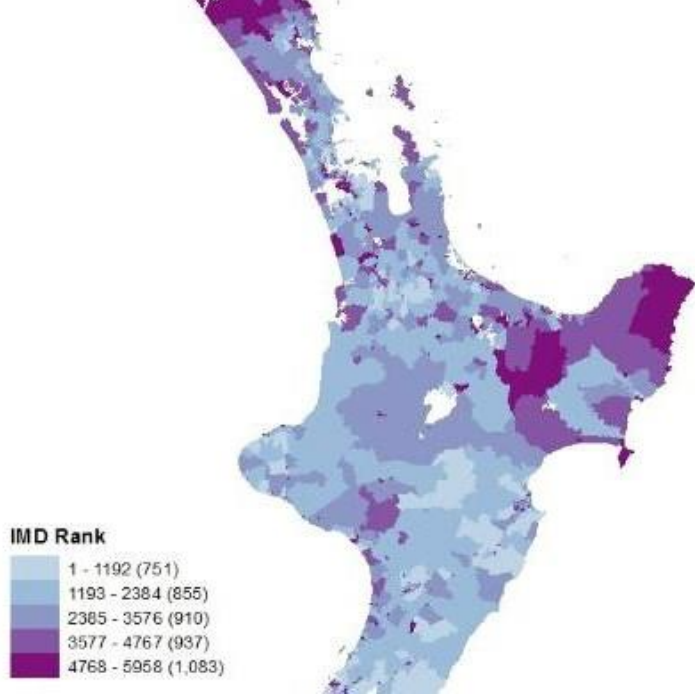 IMD Rank
1 - 1192 (751)
1193 - 2384 (855)
2385 - 3576 (910)
3577 - 4767 (937)
4768 - 5958 (1,083)